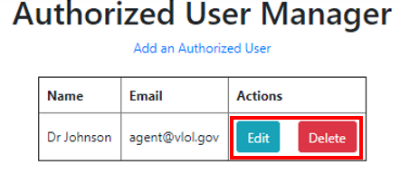 Authorized User Manager
Add an Authorized User
Name Email Actions
Dr Johnson agent@vlol.gov Edit Delete